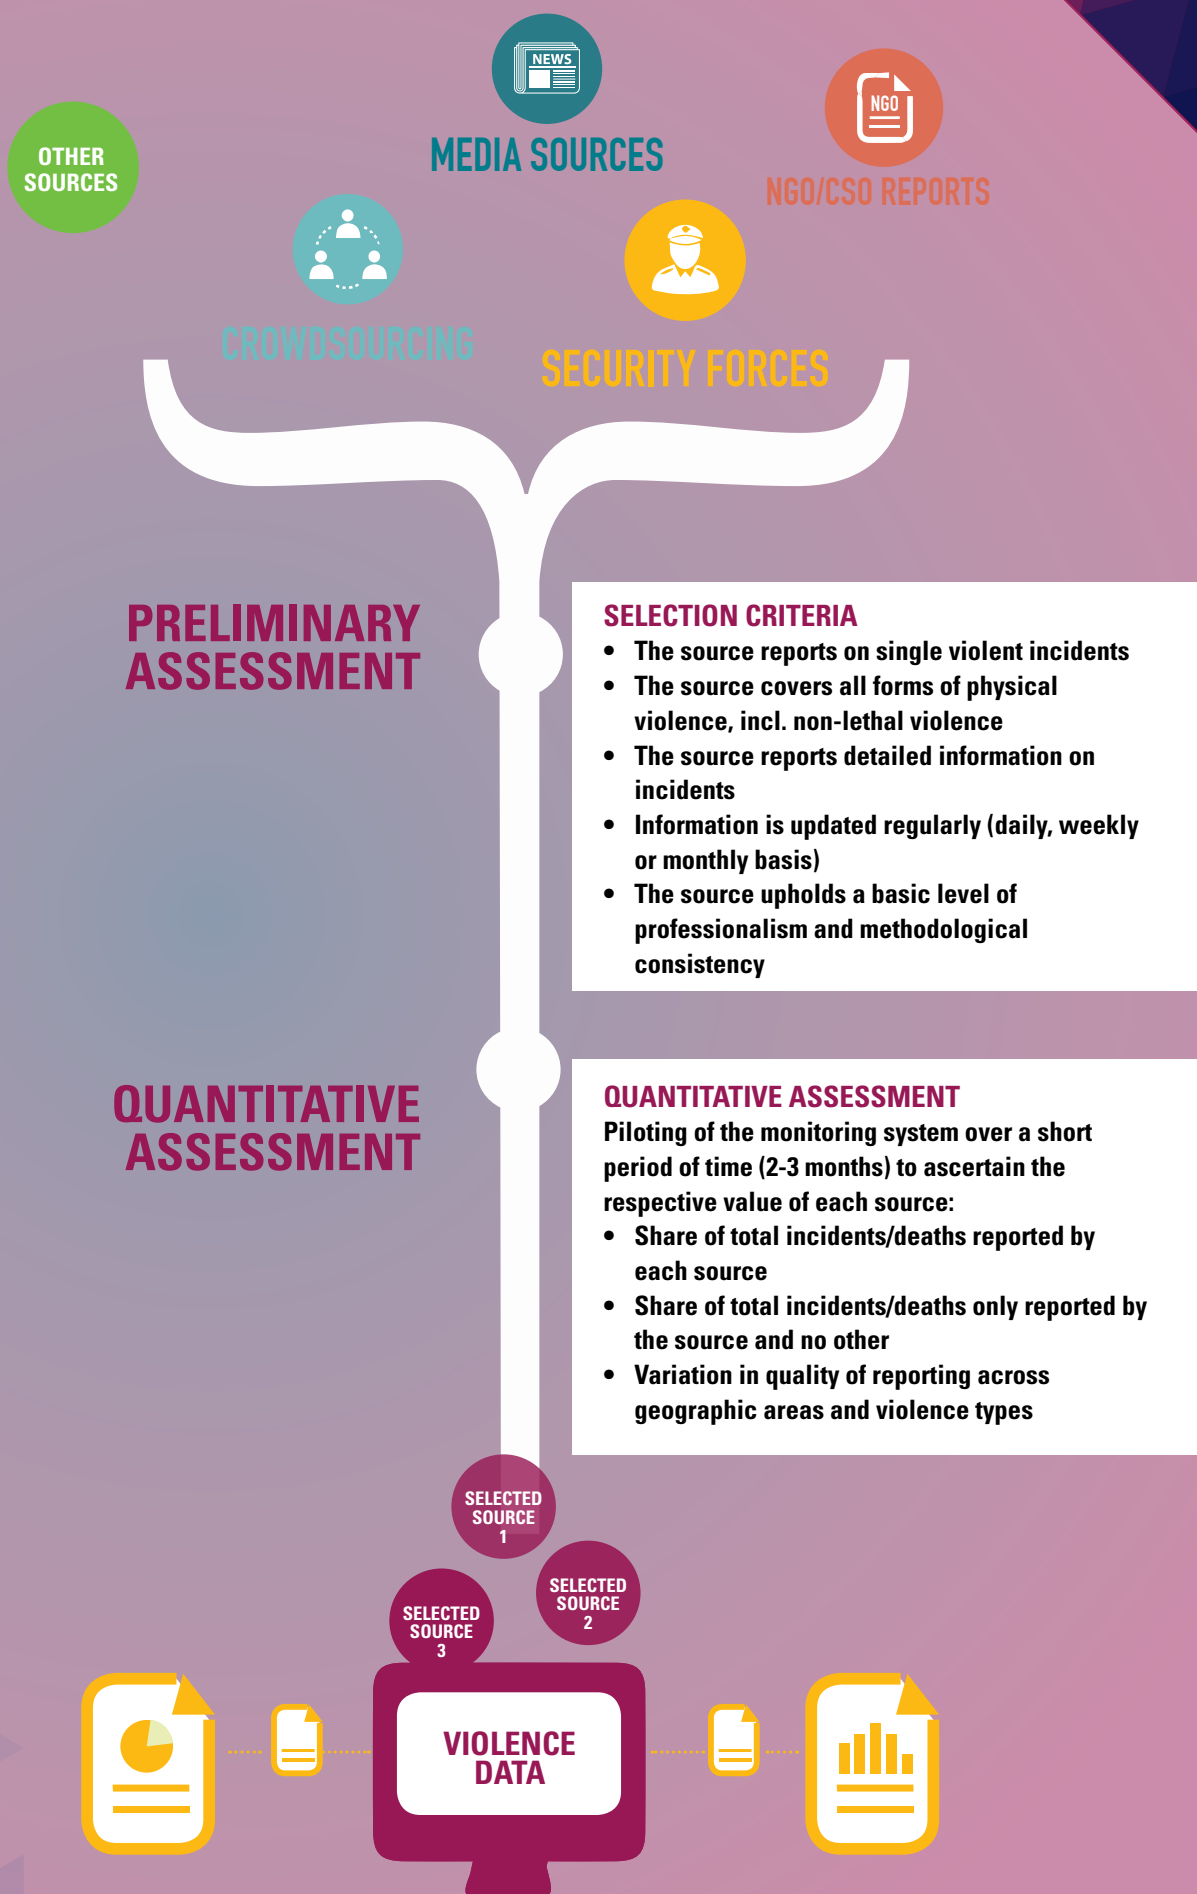 NEWS
MEDIA SOURCES
NGO
NGO/CSO REPORTS
OTHER
SOURCES
CROWDSOURCING
SECURITY FORCES
PRELIMINARY
ASSESSMENT
SELECTION CRITERIA
• The source reports on single violent incidents
• The source covers all forms of physical
violence, incl. non-lethal violence
• The source reports detailed information on
incidents
• Information is updated regularly (daily, weekly
or monthly basis)
• The source upholds a basic level of
professionalism and methodological
consistency
QUANTITATIVE
ASSESSMENT
QUANTITATIVE ASSESSMENT
Piloting of the monitoring system over a short
period of time (2-3 months) to ascertain the
respective value of each source:
• Share of total incidents/deaths reported by
each source
• Share of total incidents/deaths only reported by
the source and no other
• Variation in quality of reporting across
geographic areas and violence types
SELECTED
SOURCE
1
SELECTED
SOURCE
2
SELECTED
SOURCE
3
VIOLENCE
DATA